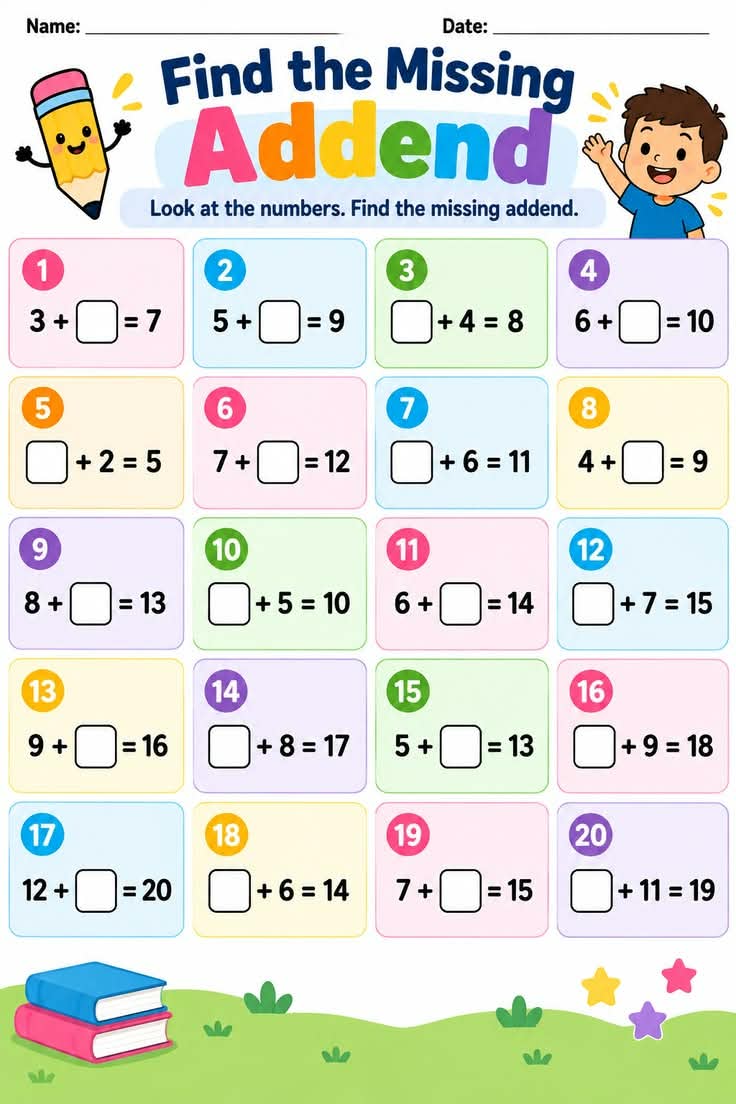 Name: Date:
Find the Missing
Addend
Look at the numbers. Find the missing addend.
1 2 3 4
3 + □ = 7 5 + □ = 9 □ + 4 = 8 6 + □ = 10
5 6 7 8
□ + 2 = 5 7 + □ = 12 □ + 6 = 11 4 + □ = 9
9 10 11 12
8 + □ = 13 □ + 5 = 10 6 + □ = 14 □ + 7 = 15
13 14 15 16
9 + □ = 16 □ + 8 = 17 5 + □ = 13 □ + 9 = 18
17 18 19 20
12 + □ = 20 □ + 6 = 14 7 + □ = 15 □ + 11 = 19